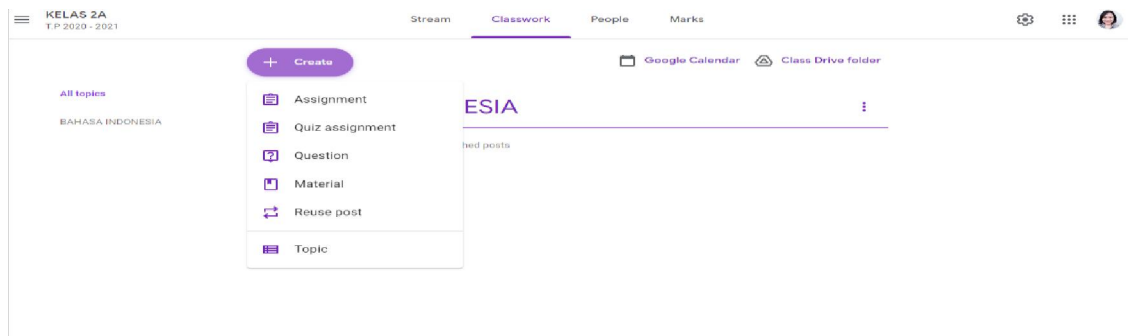 KELAS 2A
T.P 2020 - 2021
Stream Classwork People Marks
+ Create
Google Calendar Class Drive folder
All topics
BAHASA INDONESIA
Assignment
ESIA
Quiz assignment
hed posts
Question
Material
Reuse post
Topic